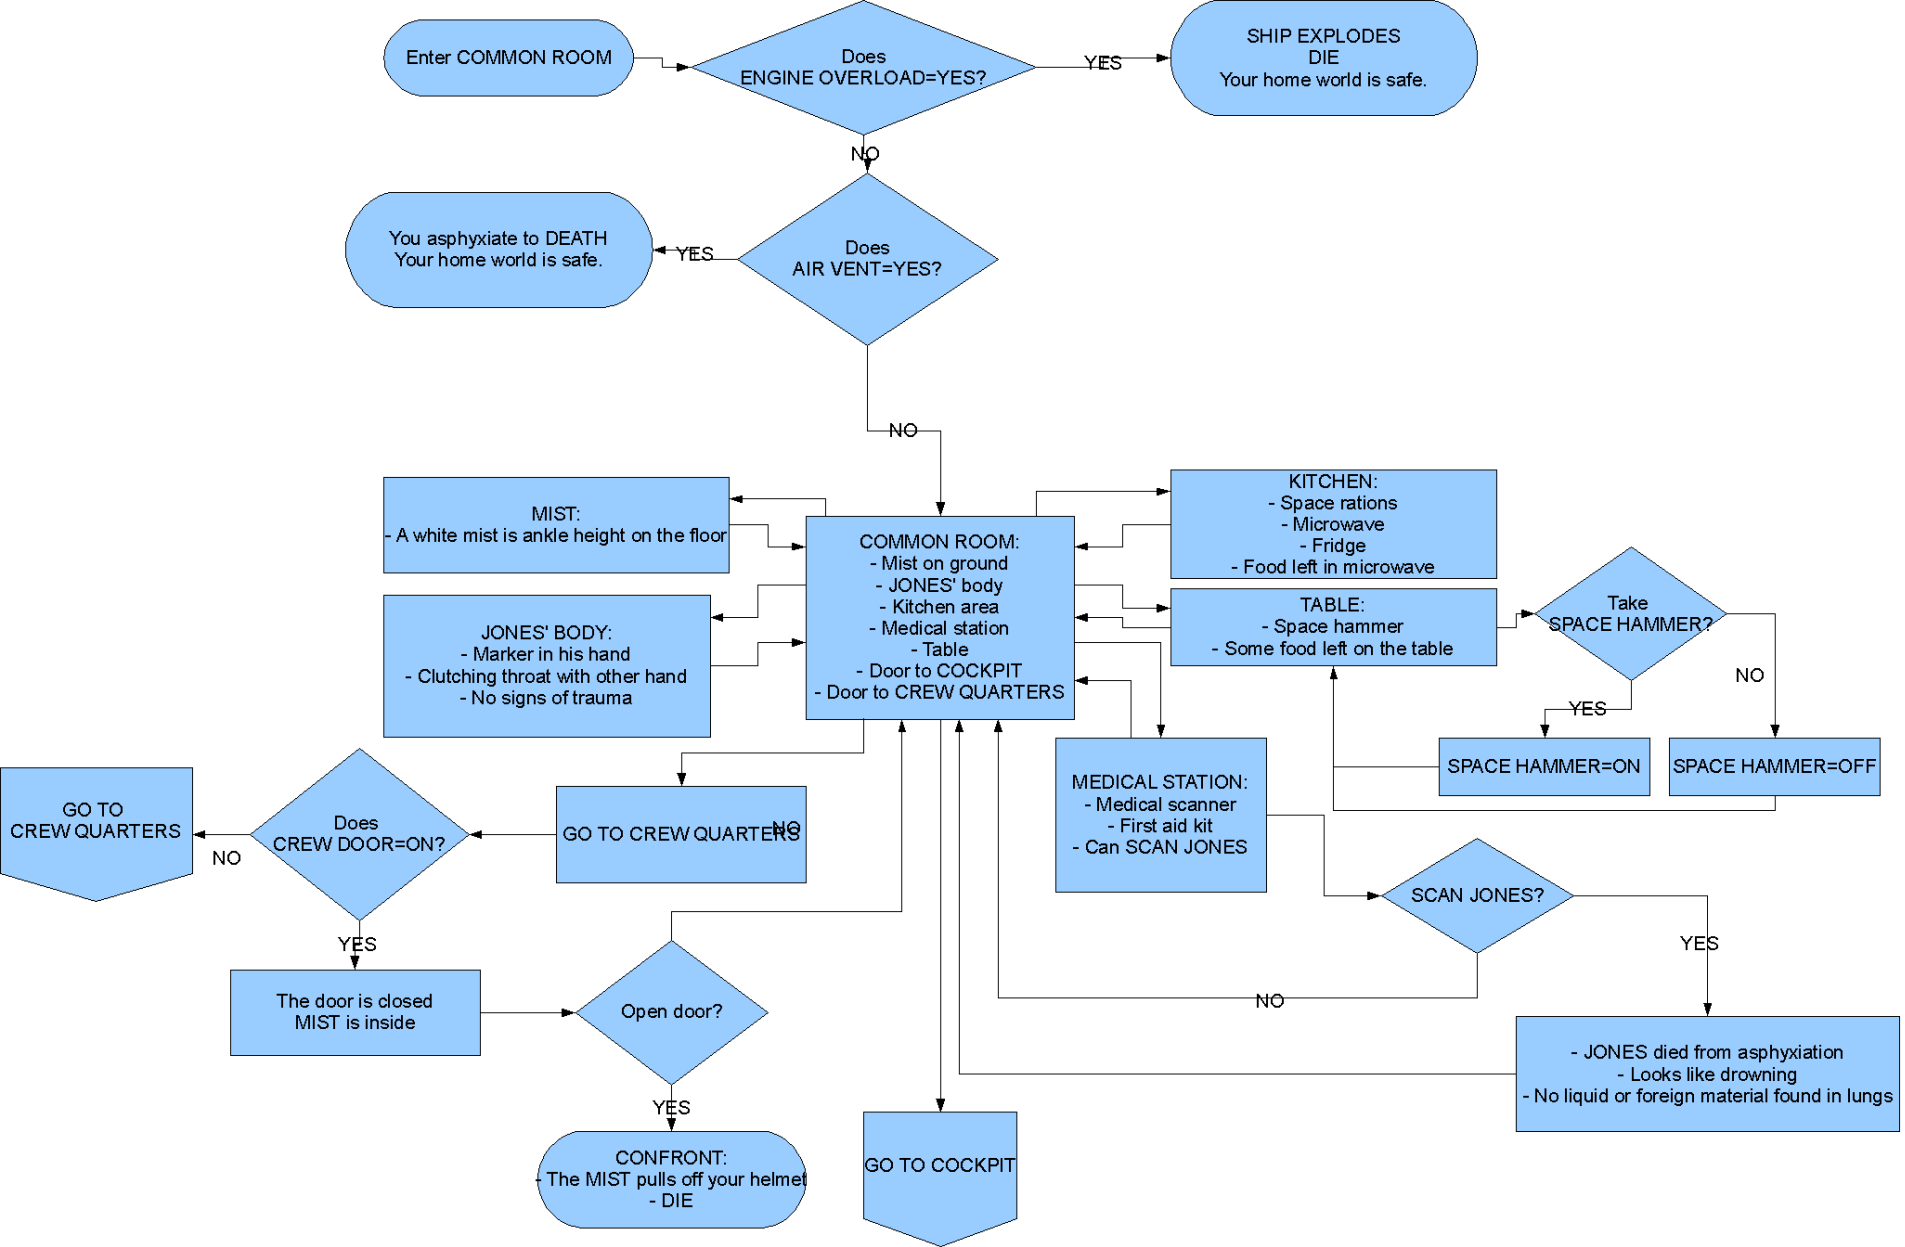 Enter COMMON ROOM
Does
ENGINE OVERLOAD=YES?
YES
SHIP EXPLODES
DIE
Your home world is safe.
NO
You asphyxiate to DEATH
Your home world is safe.
YES
Does
AIR VENT=YES?
NO
MIST:
- A white mist is ankle height on the floor
COMMON ROOM:
- Mist on ground
- JONES' body
- Kitchen area
- Medical station
- Table
- Door to COCKPIT
- Door to CREW QUARTERS
KITCHEN:
- Space rations
- Microwave
- Fridge
- Food left in microwave
JONES' BODY:
- Marker in his hand
- Clutching throat with other hand
- No signs of trauma
TABLE:
- Space hammer
- Some food left on the table
Take
SPACE HAMMER?
NO
YES
SPACE HAMMER=ON
SPACE HAMMER=OFF
GO TO
CREW QUARTERS
NO
Does
CREW DOOR=ON?
GO TO CREW QUARTERS
NO
MEDICAL STATION:
- Medical scanner
- First aid kit
- Can SCAN JONES
SCAN JONES?
YES
NO
YES
The door is closed
MIST is inside
Open door?
YES
- JONES died from asphyxiation
- Looks like drowning
- No liquid or foreign material found in lungs
CONFRONT:
- The MIST pulls off your helmet
- DIE
GO TO COCKPIT